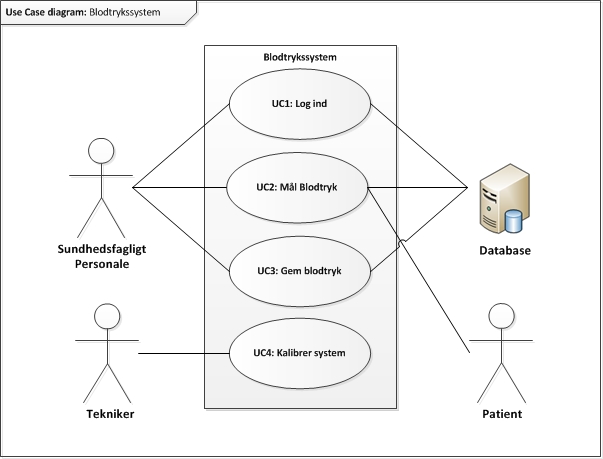 Use Case diagram: Blodtrykssystem
Blodtrykssystem
UC1: Log ind
UC2: Mål Blodtryk
UC3: Gem blodtryk
UC4: Kalibrer system
Sundhedsfagligt
Personale
Database
Tekniker
Patient